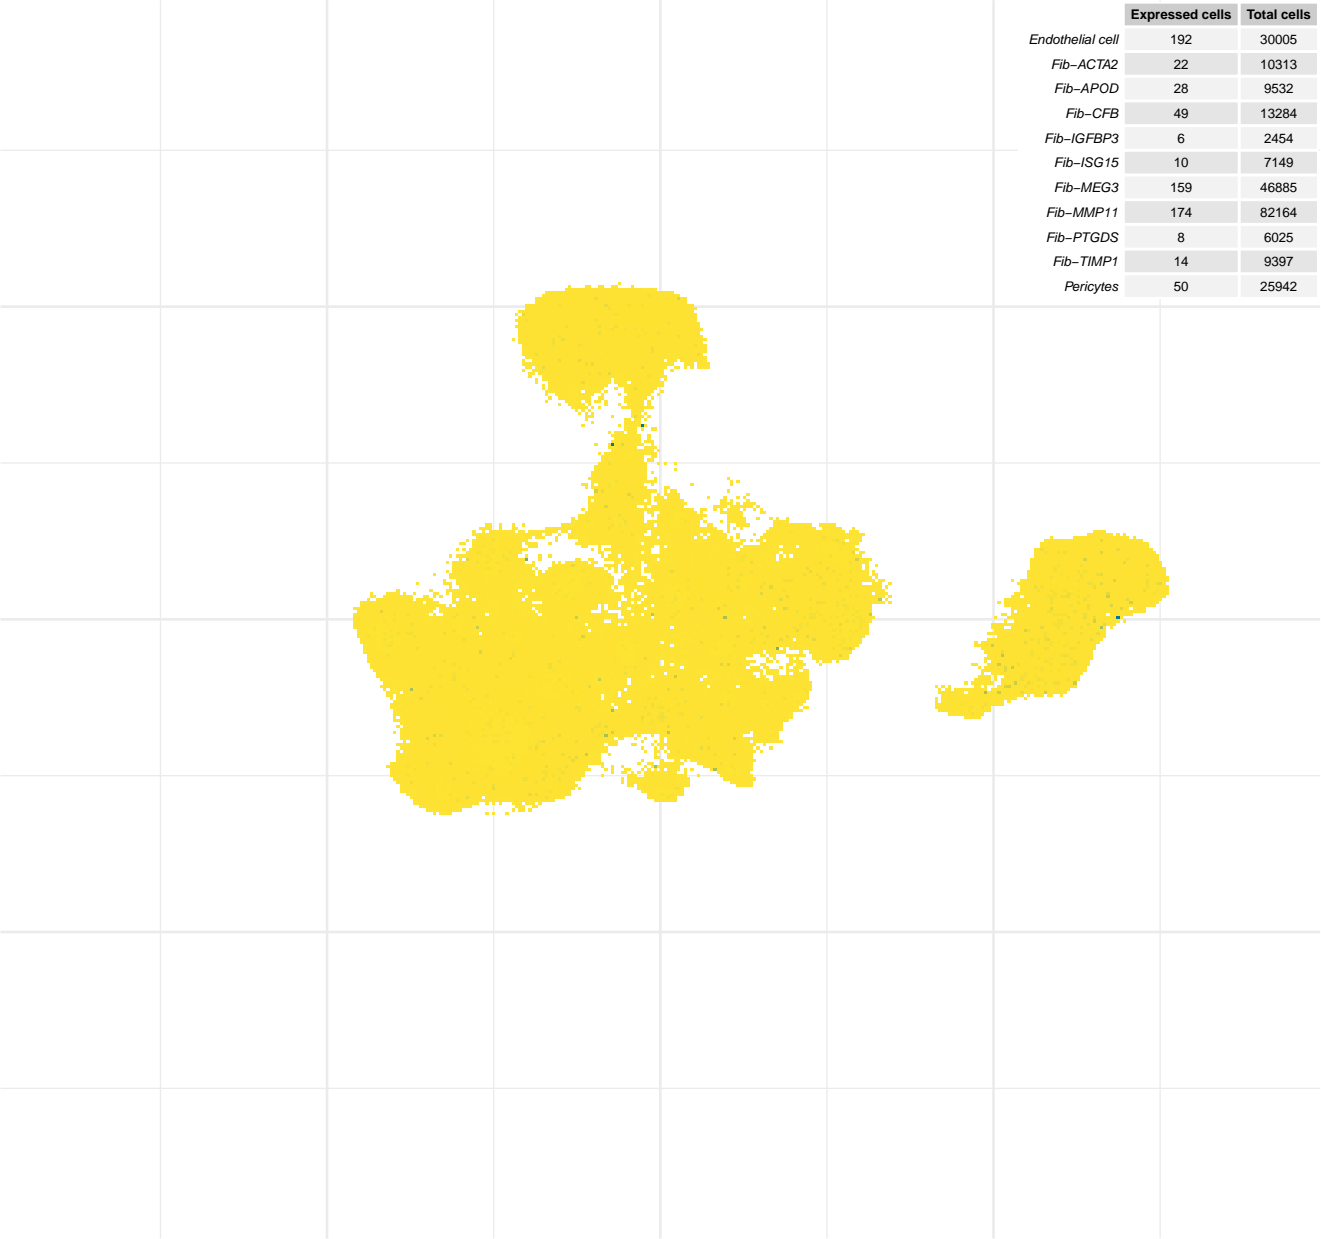 Expressed cells Total cells
Endothelial cell 192 30005
Fib−ACTA2 22 10313
Fib−APOD 28 9532
Fib−CFB 49 13284
Fib−IGFBP3 6 2454
Fib−ISG15 10 7149
Fib−MEG3 159 46885
Fib−MMP11 174 82164
Fib−PTGDS 8 6025
Fib−TIMP1 14 9397
Pericytes 50 25942